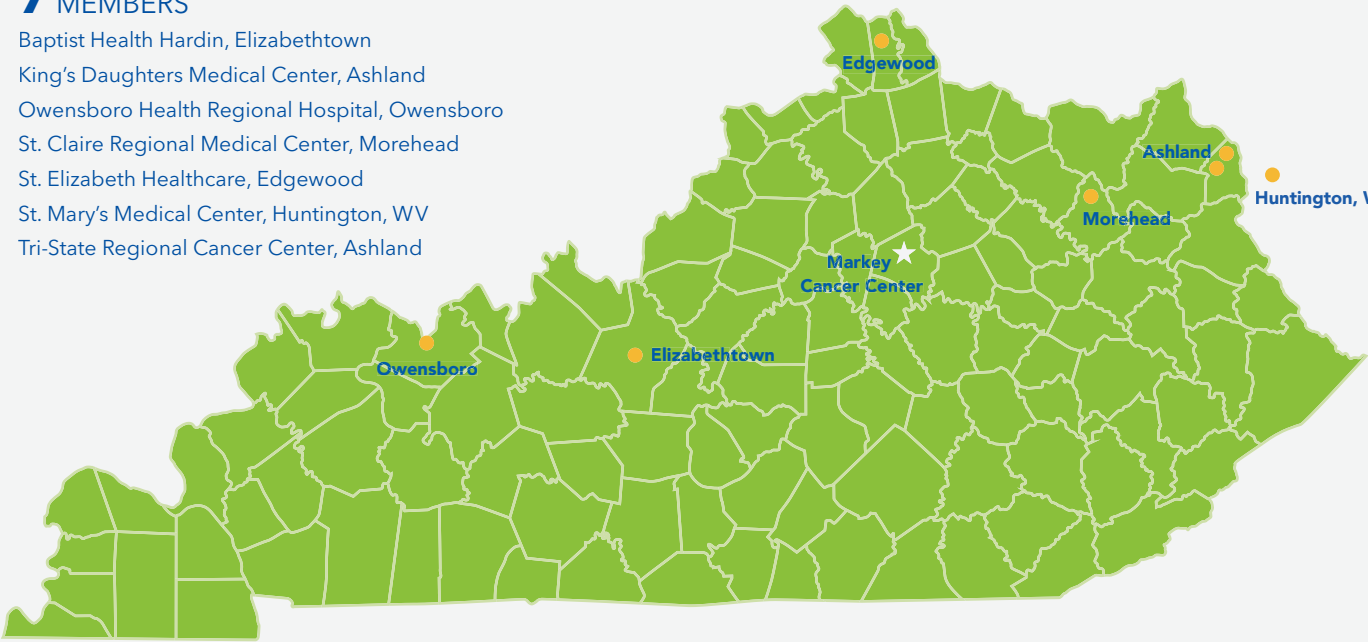 7 MEMBERS
Baptist Health Hardin, Elizabethtown
King's Daughters Medical Center, Ashland
Owensboro Health Regional Hospital, Owensboro
St. Claire Regional Medical Center, Morehead
St. Elizabeth Healthcare, Edgewood
St. Mary's Medical Center, Huntington, WV
Tri-State Regional Cancer Center, Ashland
Edgewood
Ashland
Huntington,
Morehead
Markey
Cancer Center
Elizabethtown
Owensboro